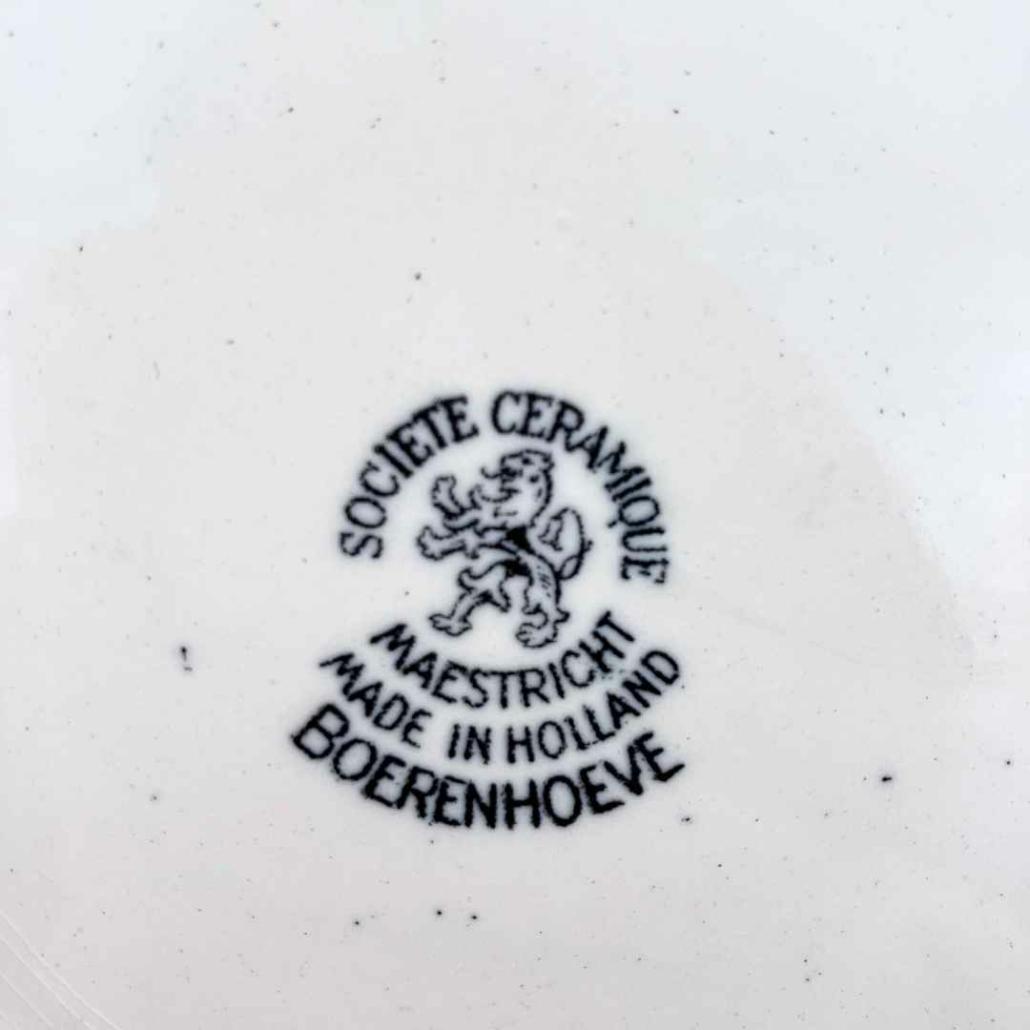 SOCIETE CERAMIQUE
MAESTRICHT
MADE IN HOLLAND
BOERENHOEVE